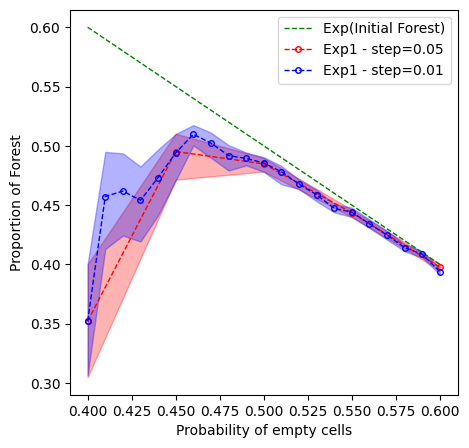 Exp(Initial Forest)
Exp1 - step=0.05
Exp1 - step=0.01
Proportion of Forest
0.60
0.55
0.50
0.45
0.40
0.35
0.30
0.400 0.425 0.450 0.475 0.500 0.525 0.550 0.575 0.600
Probability of empty cells